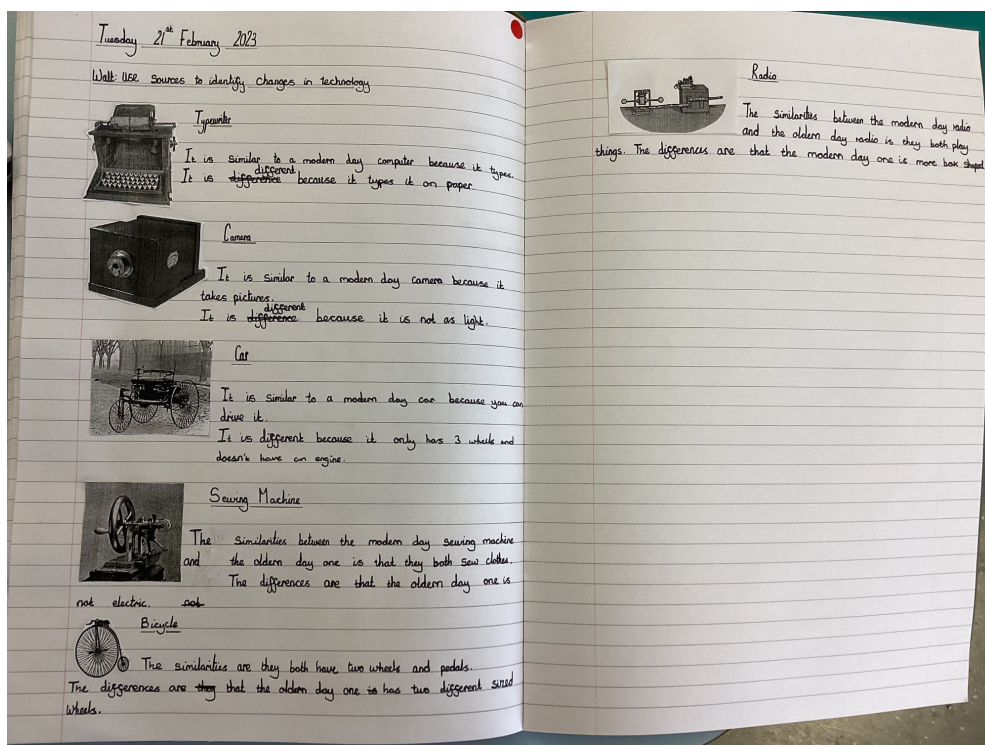 Tuesday 21st February 2023
Walt: Use sources to identify changes in technology
Typewriter
It is similar to a modern day computer because it types.
different
It is difference because it types it on paper
Camera
It is similar to a modern day camera because it
takes pictures.
different
It is difference because it is not as light.
Car
It is similar to a modern day car because you can
drive it.
It is different because it only has 3 wheels and
doesn't have an engine.
Sewing Machine
The similarities between the modern day sewing machine
and the oldern day one is that they both sew clothes.
The differences are that the oldern day one is
not electric. not
Bicycle
The similarities are they both have two wheels and pedals.
The differences are they that the oldern day one is has two different sized
wheels.
Radio
The similarities between the modern day radio
and the oldern day radio is they both play
things. The differences are that the modern day one is more box shaped